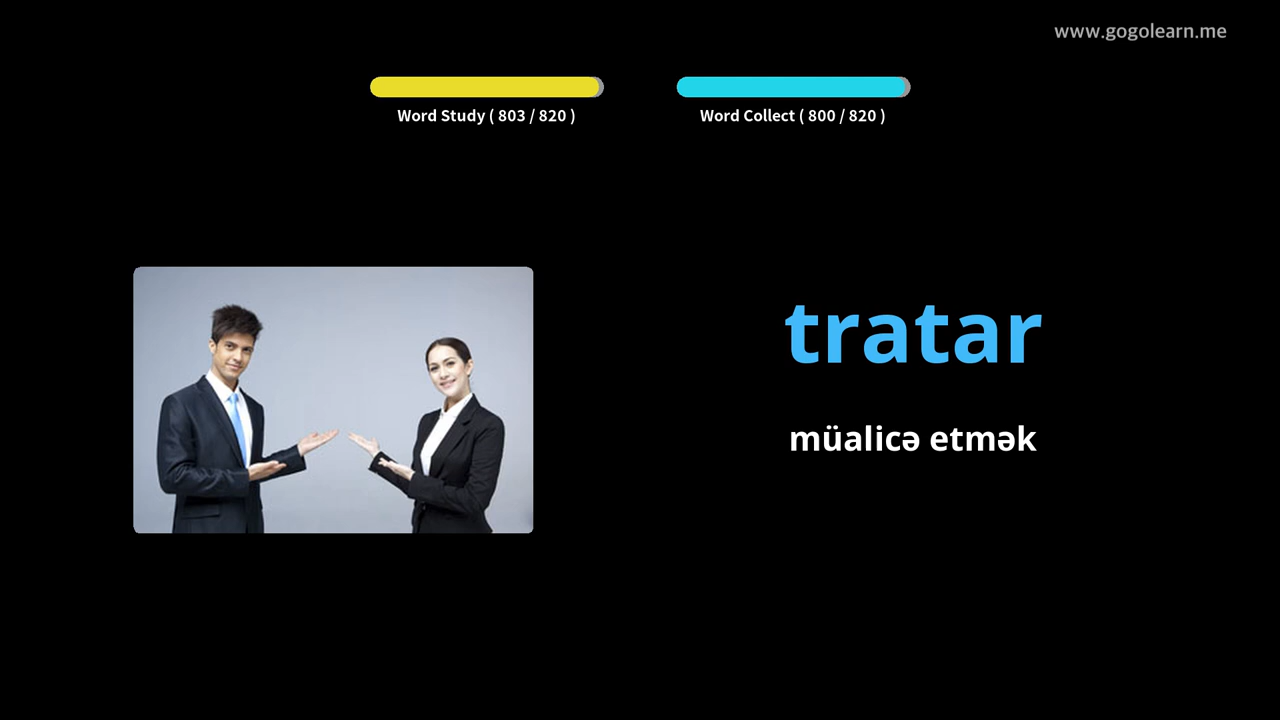 www.gogolearn.me
Word Study ( 803 / 820 )
Word Collect ( 800 / 820 )
tratar
müalicə etmək